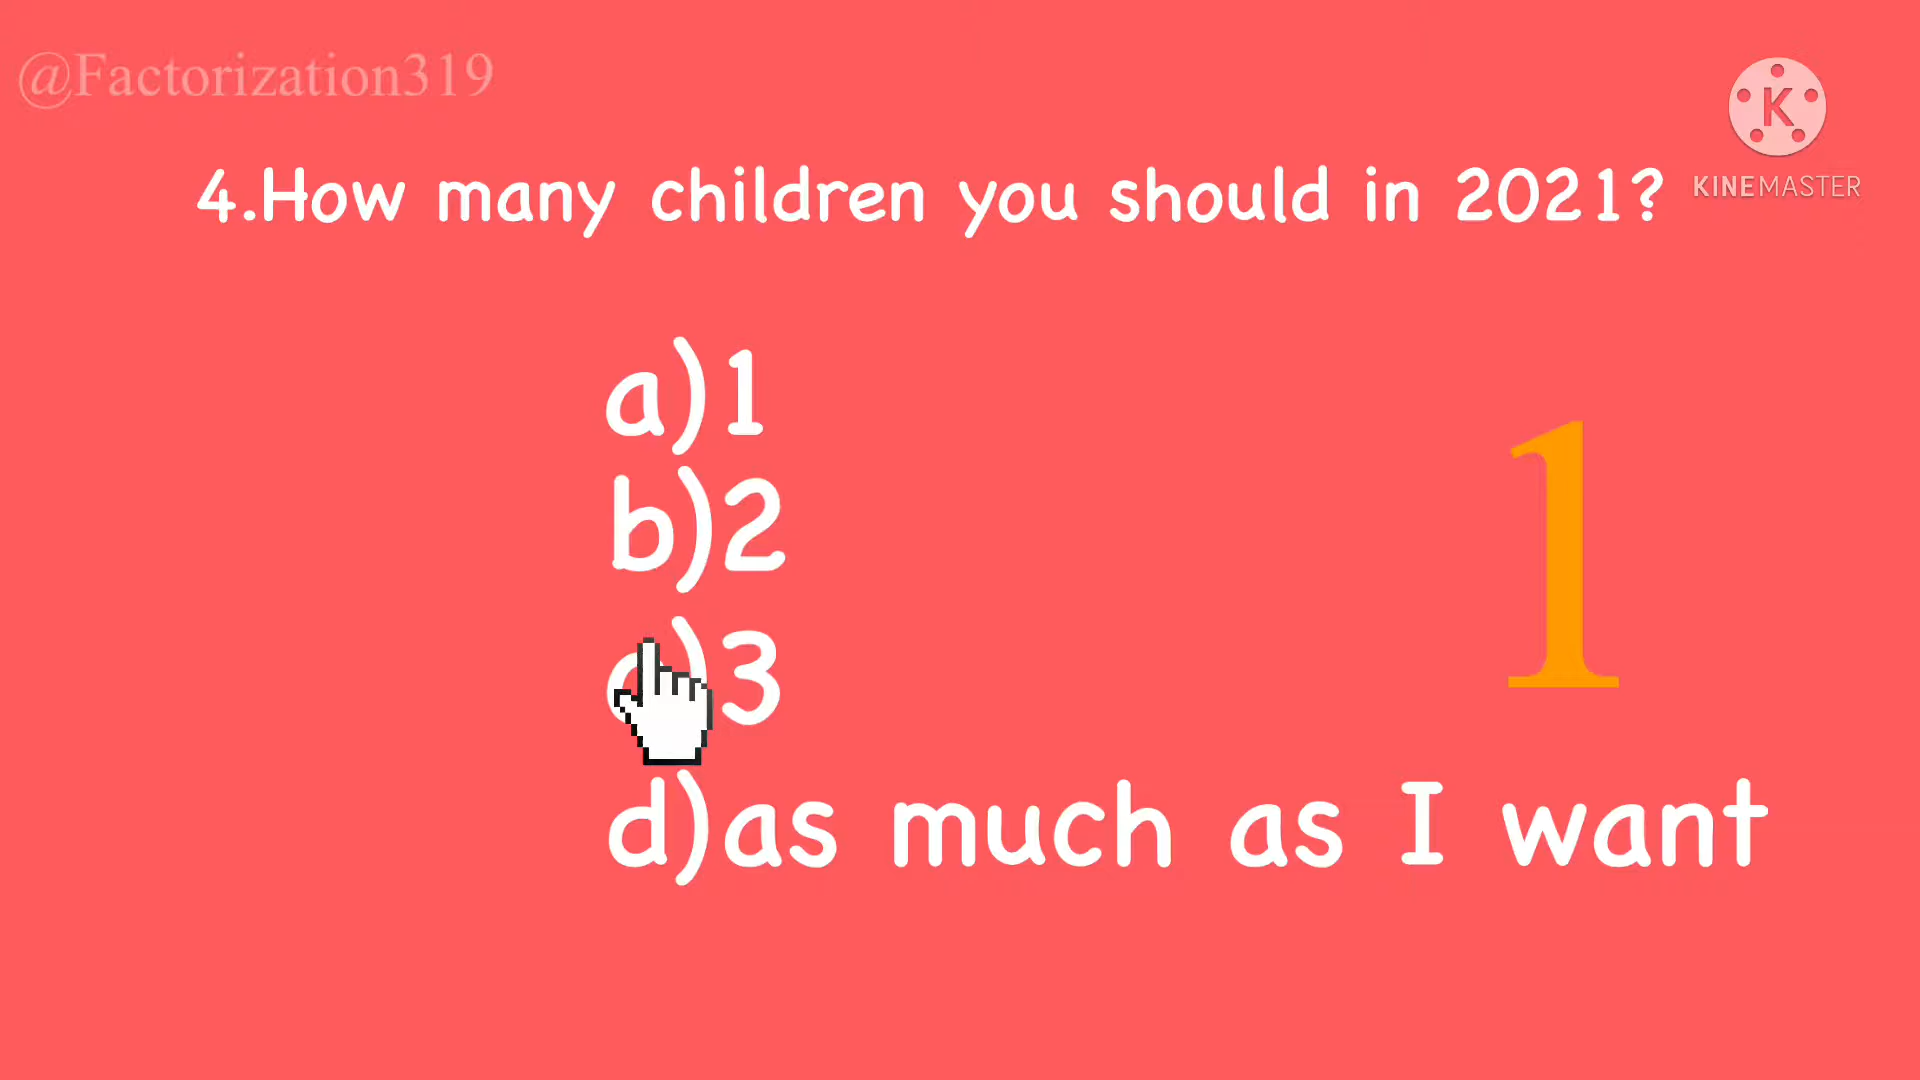 @Factorization319
K
KINEMASTER
4.How many children you should in 2021?
a)1
b)2
c)3
1
d)as much as I want